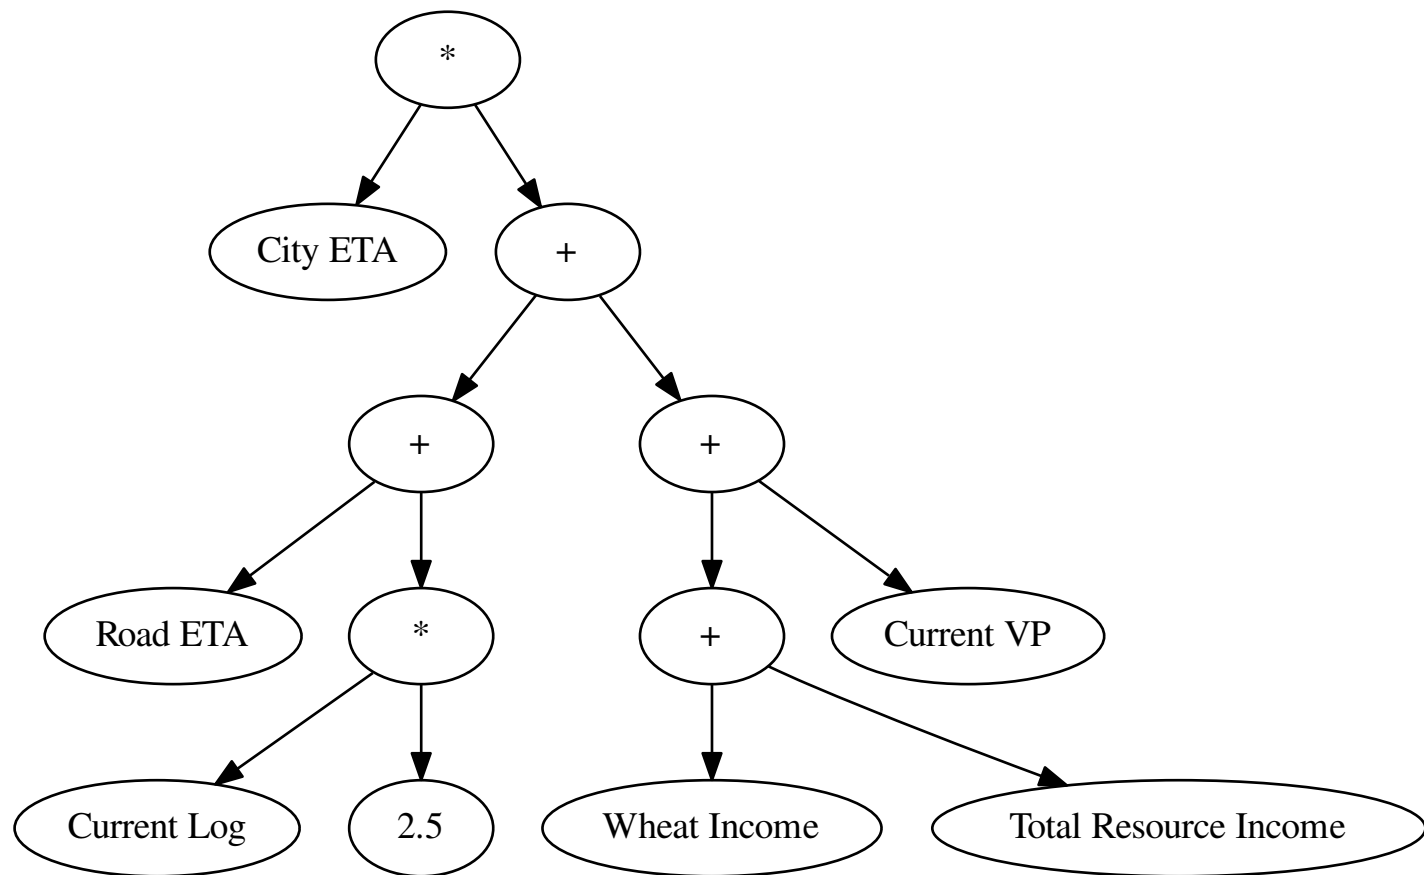 *
City ETA
+
+
+
Road ETA
*
+
Current VP
Current Log
2.5
Wheat Income
Total Resource Income